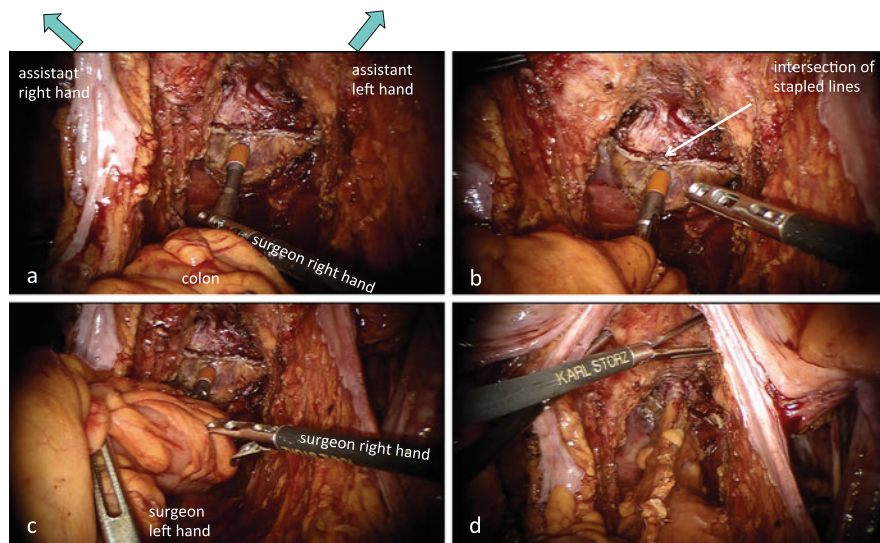 assistant
right hand
assistant
left hand
surgeon right hand
colon
a
intersection of
stapled lines
b
surgeon right hand
surgeon
left hand
c
KARL STORZ
d